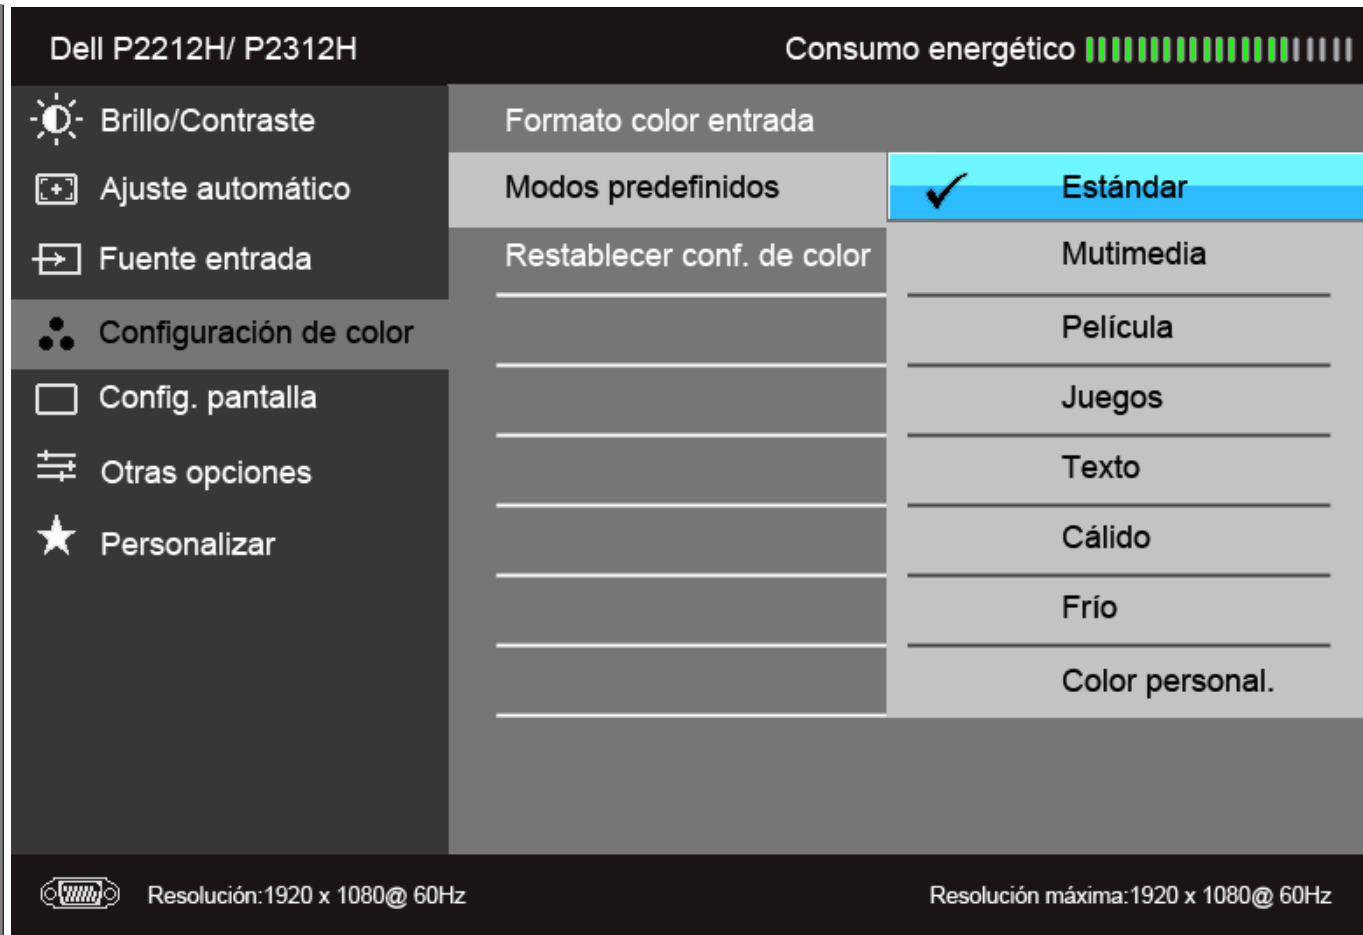 Dell P2212H/ P2312H
Consumo energético
Brillo/Contraste
Ajuste automático
Fuente entrada
Configuración de color
Config. pantalla
Otras opciones
Personalizar
Formato color entrada
Modos predefinidos
Restablecer conf. de color
Estándar
Mutimedia
Película
Juegos
Texto
Cálido
Frío
Color personal.
Resolución:1920 x 1080@ 60Hz
Resolución máxima:1920 x 1080@ 60Hz